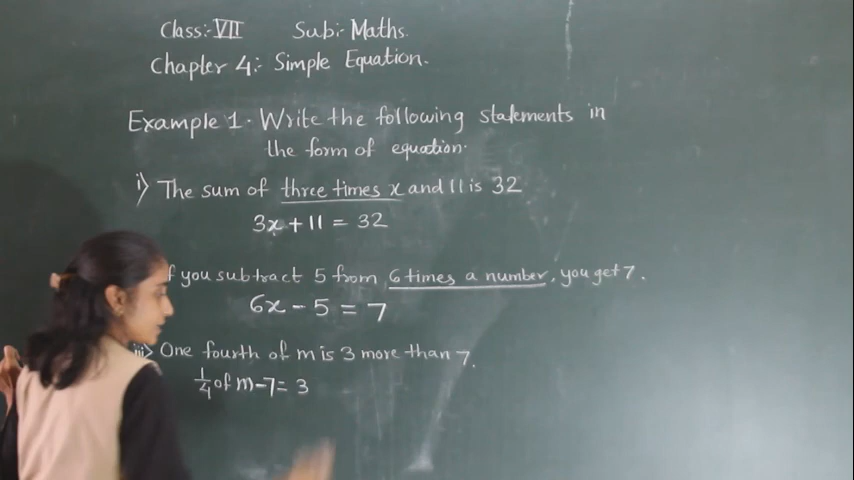 Class:- VII Sub:- Maths.
Chapter 4:- Simple Equation.
Example 1. Write the following statements in
the form of equation.
i) The sum of three times x and 11 is 32
3x + 11 = 32
f you subtract 5 from 6 times a number, you get 7.
6x - 5 = 7
iii) One fourth of m is 3 more than 7.
1/4 of m - 7 = 3